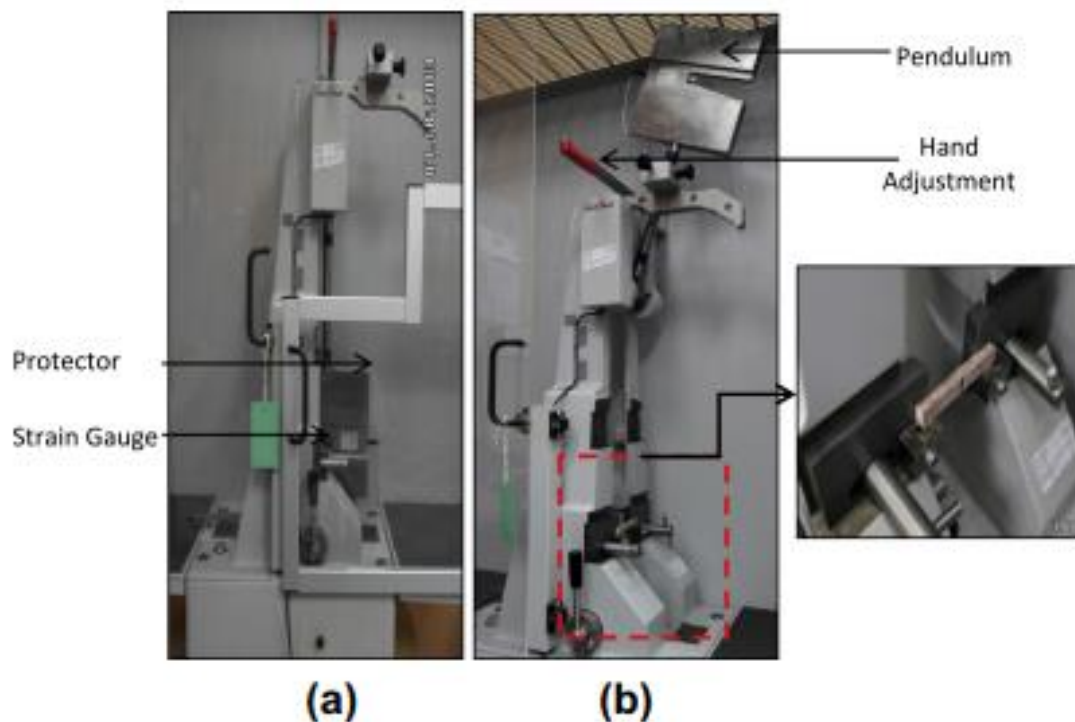 Pendulum
Hand
Adjustment
Protector
Strain Gauge
(a)
(b)